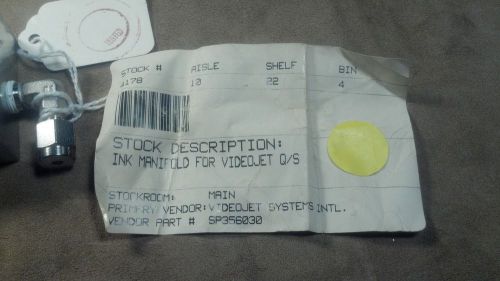 STOCK # AISLE SHELF BIN
4178 10 22 4
STOCK DESCRIPTION:
INK MANIFOLD FOR VIDEOJET Q/S
STOCKROOM: MAIN
PRIMARY VENDOR: VIDEOJET SYSTEMS INTL.
VENDOR PART # SP356030